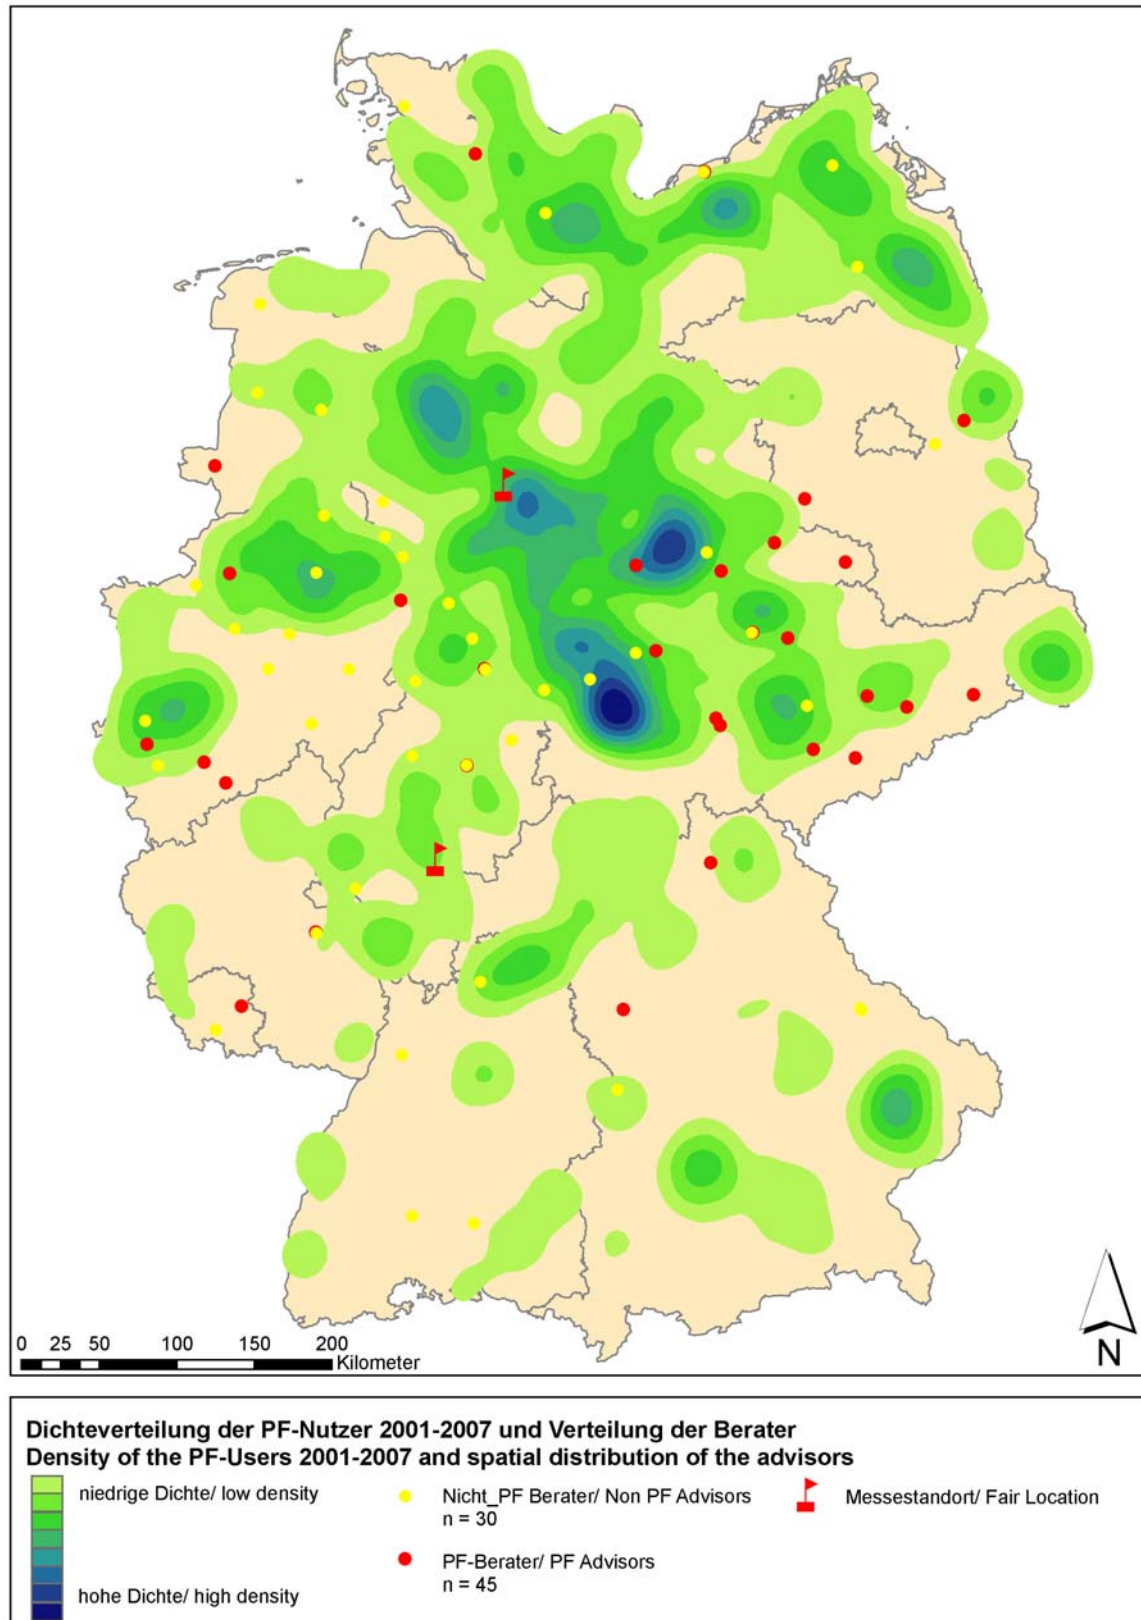 0 25 50 100 150 200
Kilometer
N
Dichteverteilung der PF-Nutzer 2001-2007 und Verteilung der Berater
Density of the PF-Users 2001-2007 and spatial distribution of the advisors
niedrige Dichte/ low density
Nicht_PF Berater/ Non PF Advisors
n = 30
Messestandort/ Fair Location
PF-Berater/ PF Advisors
n = 45
hohe Dichte/ high density